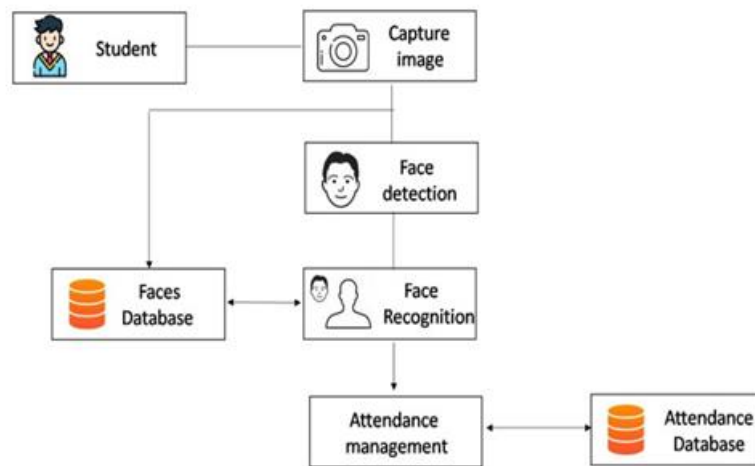 Student
Capture
image
Face
detection
Faces
Database
Face
Recognition
Attendance
management
Attendance
Database